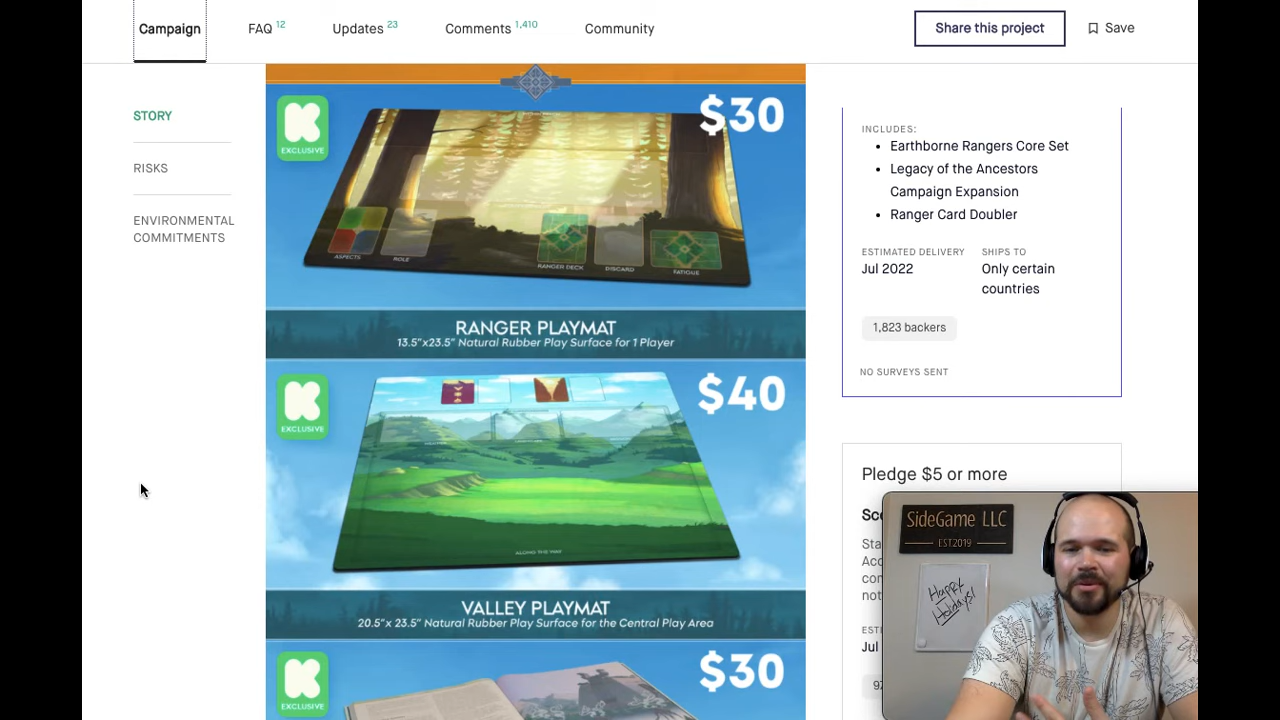 Campaign
FAQ 12
Updates 23
Comments 1,410
Community
Share this project
Save
STORY
RISKS
ENVIRONMENTAL
COMMITMENTS
EXCLUSIVE
$30
ASPECTS
ROLE
RANGER DECK
DISCARD
FATIGUE
RANGER PLAYMAT
13.5"x23.5" Natural Rubber Play Surface for 1 Player
EXCLUSIVE
$40
ALONG THE WAY
VALLEY PLAYMAT
20.5"x 23.5" Natural Rubber Play Surface for the Central Play Area
EXCLUSIVE
$30
INCLUDES:
Earthborne Rangers Core Set
Legacy of the Ancestors
Campaign Expansion
Ranger Card Doubler
ESTIMATED DELIVERY
Jul 2022
SHIPS TO
Only certain
countries
1,823 backers
NO SURVEYS SENT
Pledge $5 or more
SideGame LLC
EST.2019
Happy
Holidays!